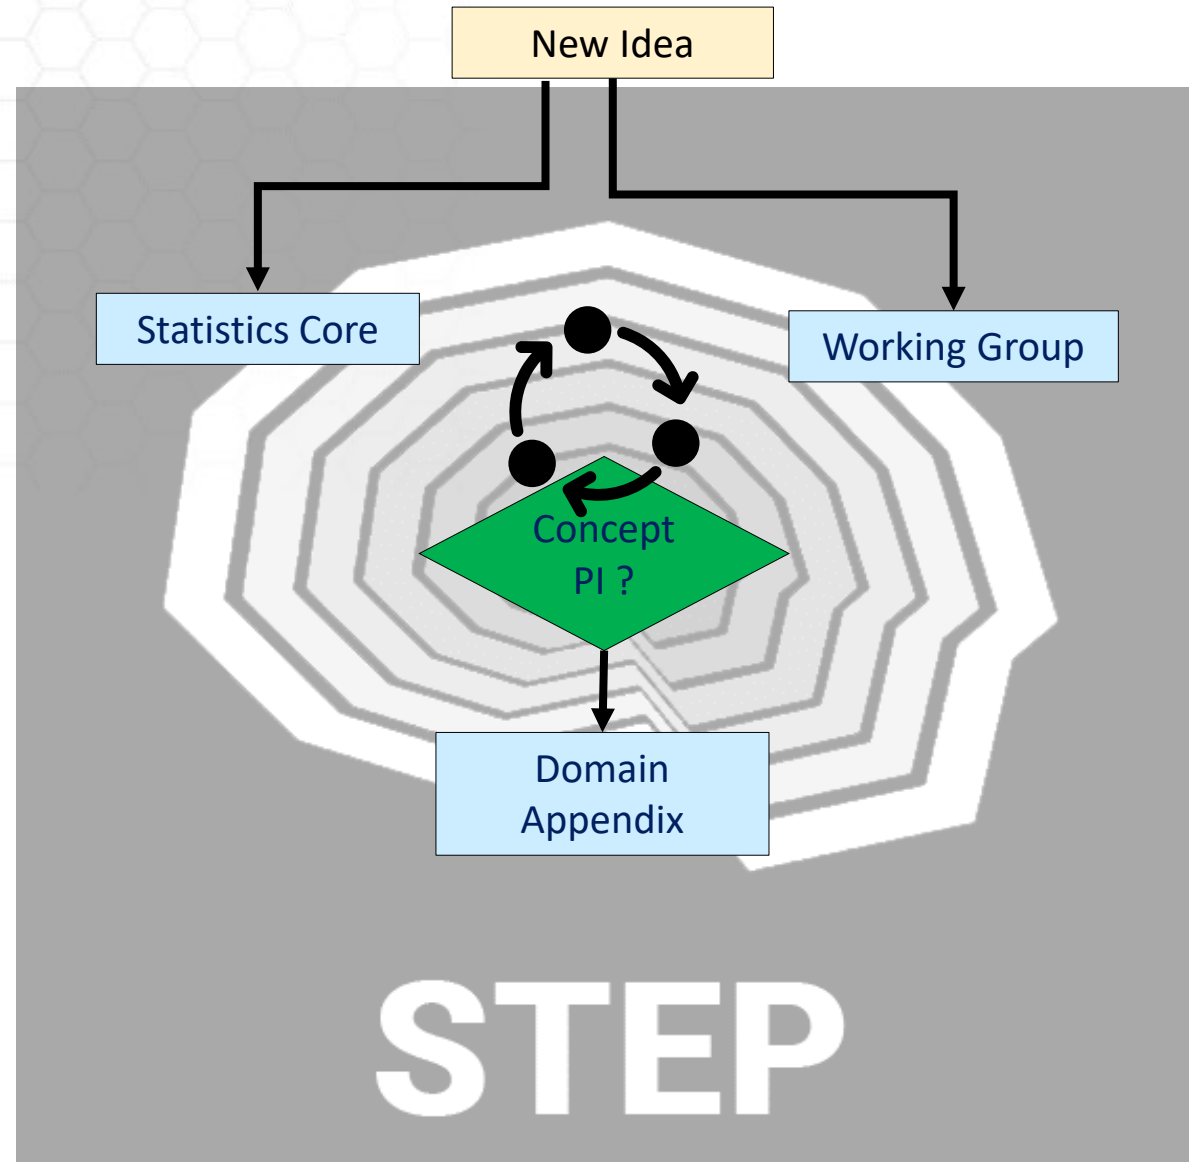 New Idea
Statistics Core
Working Group
Concept
PI ?
Domain
Appendix
STEP